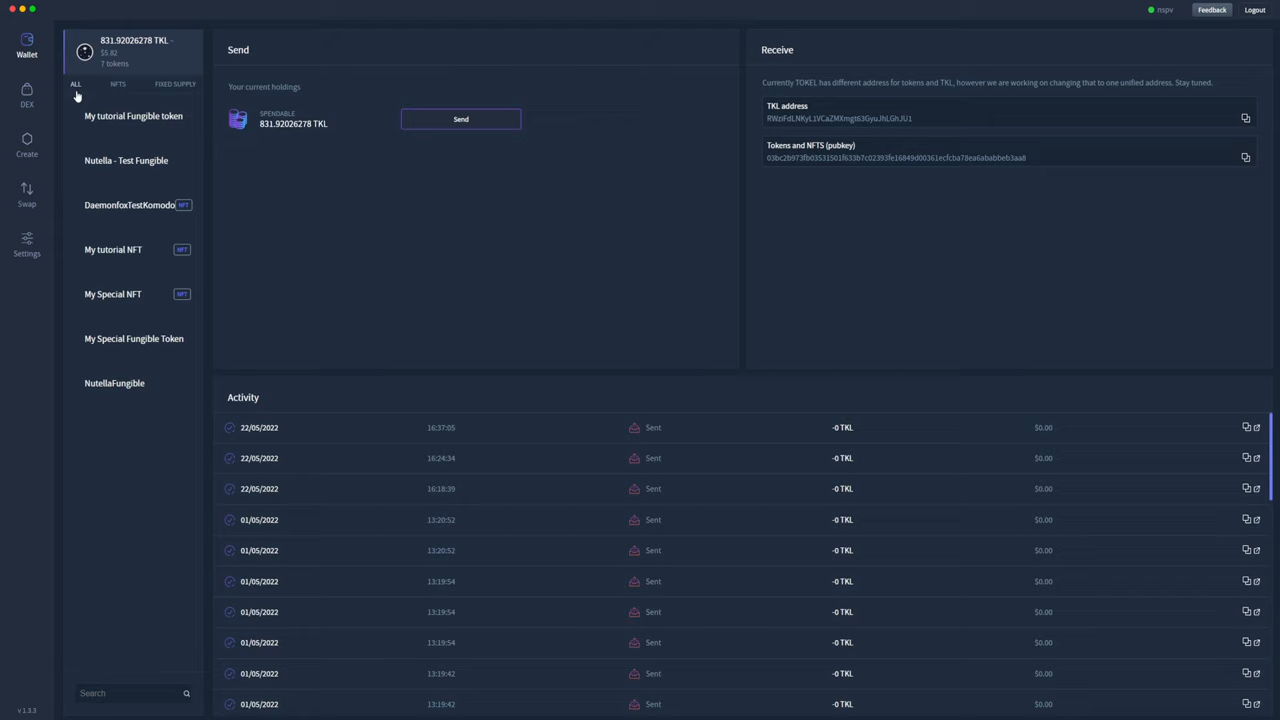 nspv
Feedback
Logout
Wallet
DEX
Create
Swap
Settings
v 1.3.3
831.92026278 TKL -
$5.82
7 tokens
ALL
NFTS
FIXED SUPPLY
My tutorial Fungible token
Nutella - Test Fungible
DaemonfoxTestKomodo NFT
My tutorial NFT NFT
My Special NFT NFT
My Special Fungible Token
NutellaFungible
Search
Send
Your current holdings
SPENDABLE
831.92026278 TKL
Send
Receive
Currently TOKEL has different address for tokens and TKL, however we are working on changing that to one unified address. Stay tuned.
TKL address
Tokens and NFTS (pubkey)
Activity
22/05/2022 16:37:05 Sent -0 TKL $0.00
22/05/2022 16:24:34 Sent -0 TKL $0.00
22/05/2022 16:18:39 Sent -0 TKL $0.00
01/05/2022 13:20:52 Sent -0 TKL $0.00
01/05/2022 13:20:52 Sent -0 TKL $0.00
01/05/2022 13:19:54 Sent -0 TKL $0.00
01/05/2022 13:19:54 Sent -0 TKL $0.00
01/05/2022 13:19:54 Sent -0 TKL $0.00
01/05/2022 13:19:42 Sent -0 TKL $0.00
01/05/2022 13:19:42 Sent -0 TKL $0.00